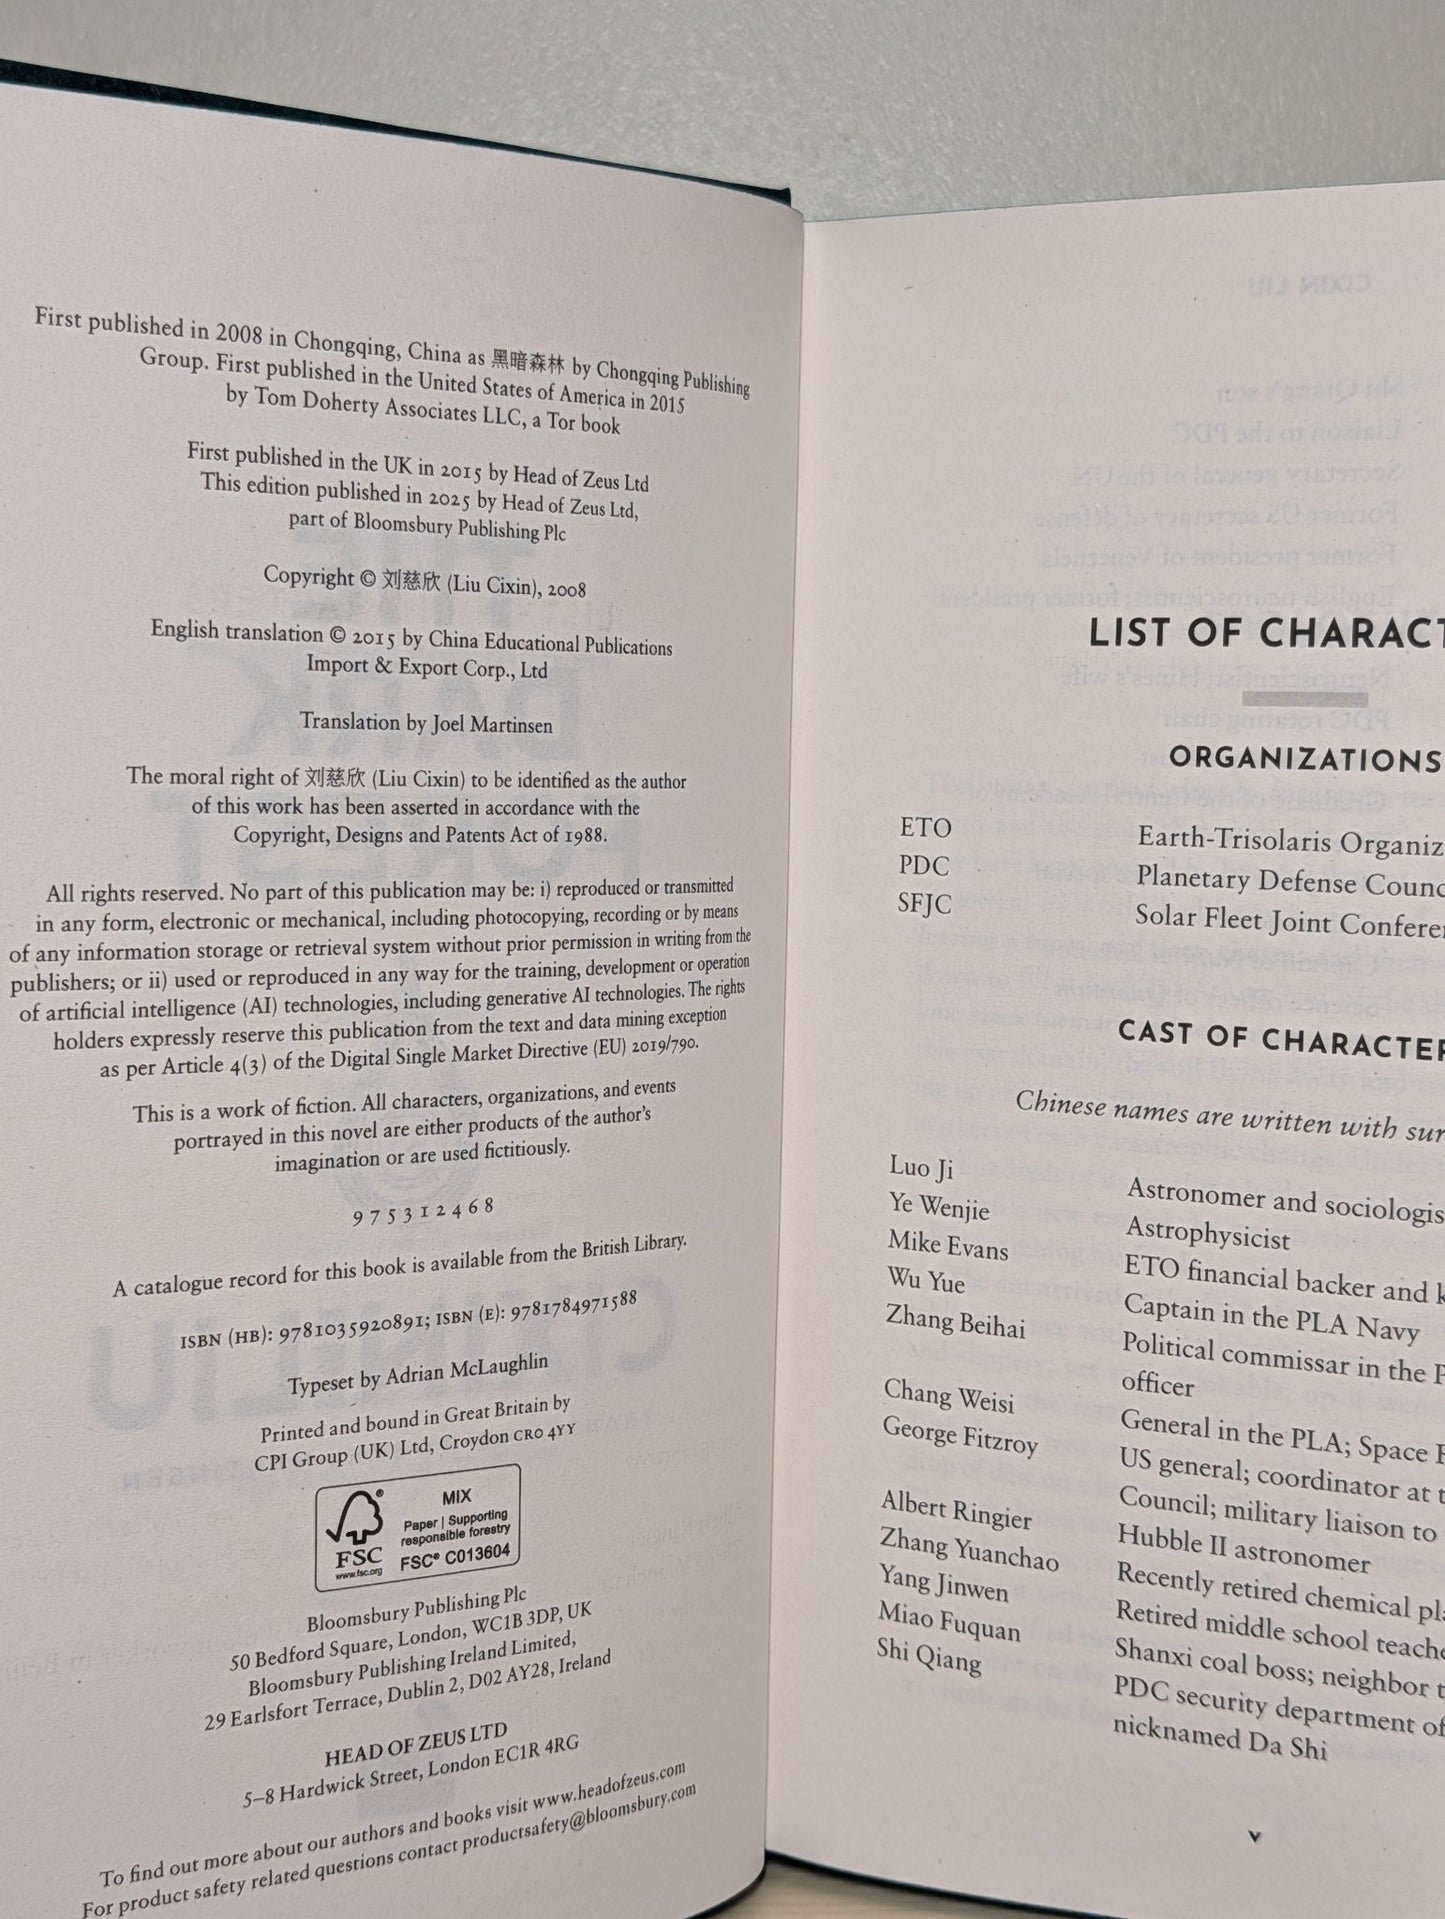 First published in 2008 in Chongqing, China as 黑暗森林 by Chongqing Publishing
Group. First published in the United States of America in 2015
by Tom Doherty Associates LLC, a Tor book
First published in the UK in 2015 by Head of Zeus Ltd
This edition published in 2025 by Head of Zeus Ltd,
part of Bloomsbury Publishing Plc
Copyright © 刘慈欣 (Liu Cixin), 2008
English translation © 2015 by China Educational Publications
Import & Export Corp., Ltd
Translation by Joel Martinsen
The moral right of 刘慈欣 (Liu Cixin) to be identified as the author
of this work has been asserted in accordance with the
Copyright, Designs and Patents Act of 1988.
All rights reserved. No part of this publication may be: i) reproduced or transmitted
in any form, electronic or mechanical, including photocopying, recording or by means
of any information storage or retrieval system without prior permission in writing from the
publishers; or ii) used or reproduced in any way for the training, development or operation
of artificial intelligence (AI) technologies, including generative AI technologies. The rights
holders expressly reserve this publication from the text and data mining exception
as per Article 4(3) of the Digital Single Market Directive (EU) 2019/790.
This is a work of fiction. All characters, organizations, and events
portrayed in this novel are either products of the author's
imagination or are used fictitiously.
9 7 5 3 1 2 4 6 8
A catalogue record for this book is available from the British Library.
ISBN (HB): 9781035920891; ISBN (E): 9781784971588
Typeset by Adrian McLaughlin
Printed and bound in Great Britain by
CPI Group (UK) Ltd, Croydon CR0 4YY
MIX
Paper | Supporting
responsible forestry
FSC® C013604
FSC
www.fsc.org
Bloomsbury Publishing Plc
50 Bedford Square, London, WC1B 3DP, UK
Bloomsbury Publishing Ireland Limited,
29 Earlsfort Terrace, Dublin 2, D02 AY28, Ireland
HEAD OF ZEUS LTD
5–8 Hardwick Street, London EC1R 4RG
To find out more about our authors and books visit www.headofzeus.com
For product safety related questions contact productsafety@bloomsbury.com
LIST OF CHARACT
ORGANIZATIONS
ETO Earth-Trisolaris Organiz
PDC Planetary Defense Counc
SFJC Solar Fleet Joint Conferen
CAST OF CHARACTER
Chinese names are written with sur
Luo Ji Astronomer and sociologis
Ye Wenjie Astrophysicist
Mike Evans ETO financial backer and k
Wu Yue Captain in the PLA Navy
Zhang Beihai Political commissar in the P
officer
Chang Weisi General in the PLA; Space F
George Fitzroy US general; coordinator at t
Council; military liaison to
Albert Ringier Hubble II astronomer
Zhang Yuanchao Recently retired chemical pla
Yang Jinwen Retired middle school teache
Miao Fuquan Shanxi coal boss; neighbor t
Shi Qiang PDC security department of
nicknamed Da Shi
v